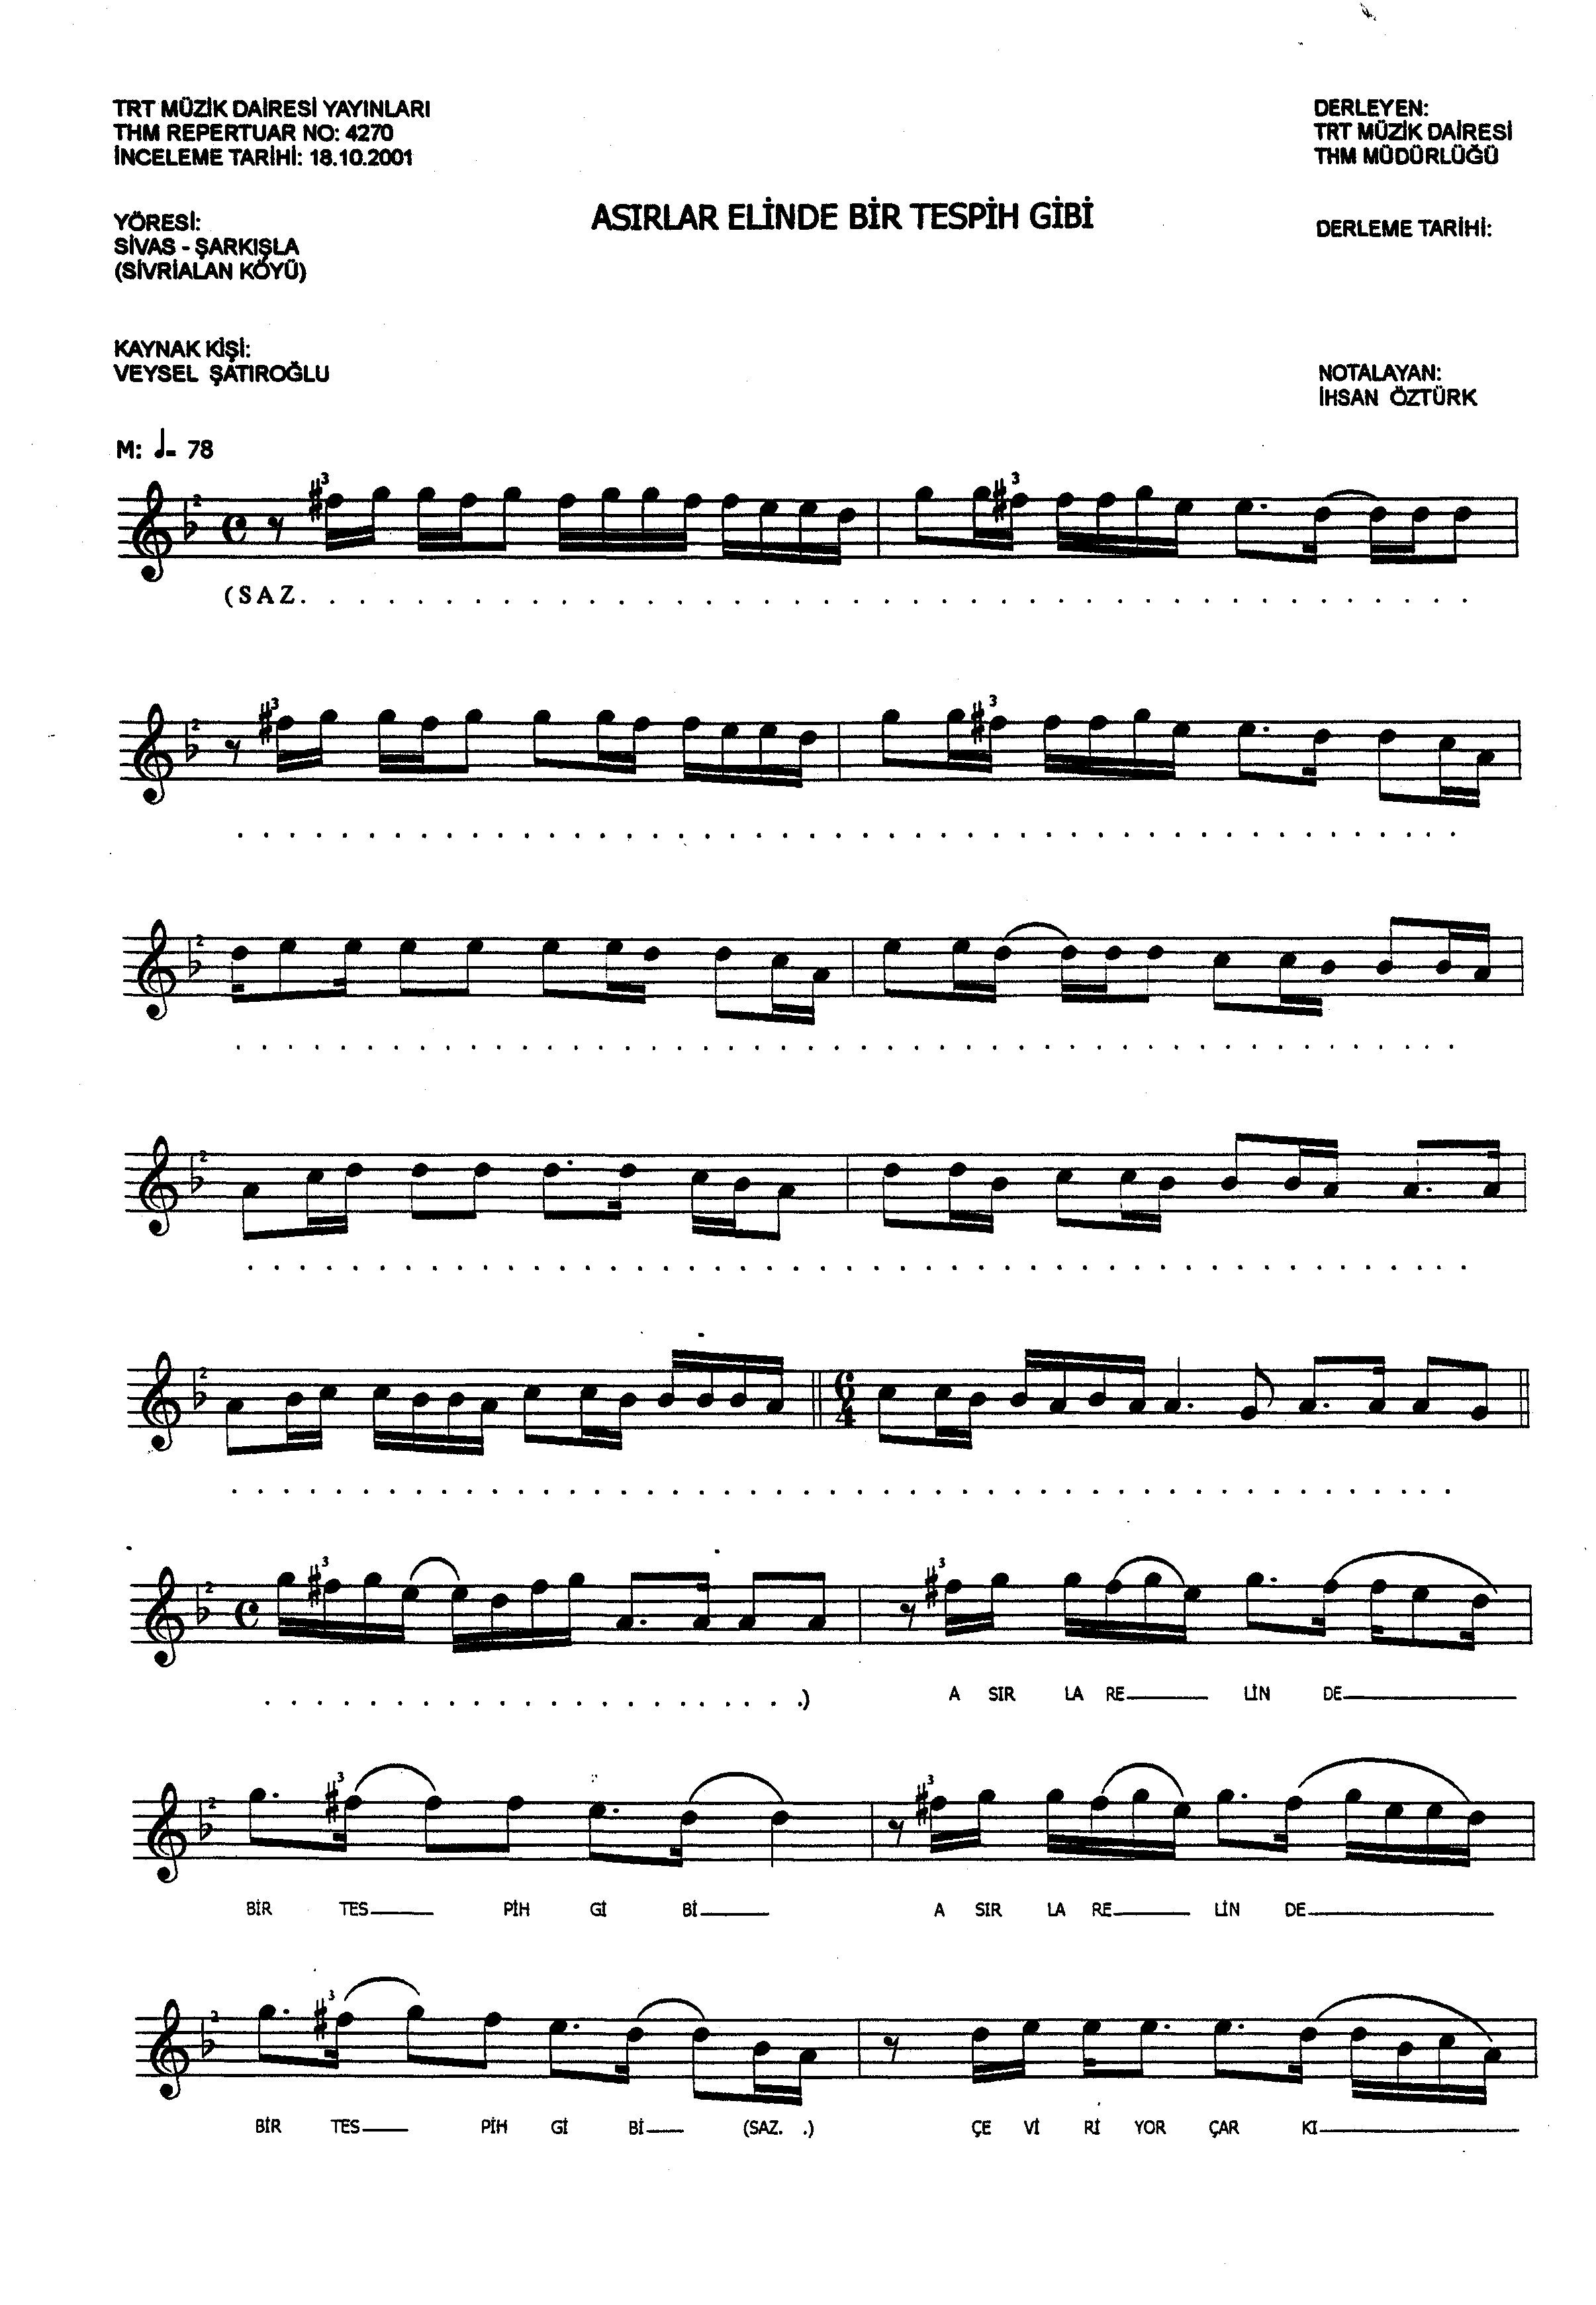 TRT MÜZİK DAİRESİ YAYINLARI
THM REPERTUAR NO: 4270
İNCELEME TARİHİ: 18.10.2001
DERLEYEN:
TRT MÜZİK DAİRESİ
THM MÜDÜRLÜĞÜ
ASIRLAR ELİNDE BİR TESPİH GİBİ
YÖRESİ:
SİVAS - ŞARKIŞLA
(SİVRİALAN KÖYÜ)
DERLEME TARİHİ:
KAYNAK KİŞİ:
VEYSEL ŞATIROĞLU
NOTALAYAN:
İHSAN ÖZTÜRK
M: ♩= 78
(SAZ. . . . . . . . . . . . . . . . . . . . .
. . . .)
A SIR LA RE LİN DE
BİR TES PİH Gİ Bİ A SIR LA RE LİN DE
BİR TES PİH Gİ Bİ (SAZ. .) ÇE Vİ Rİ YOR ÇAR KI